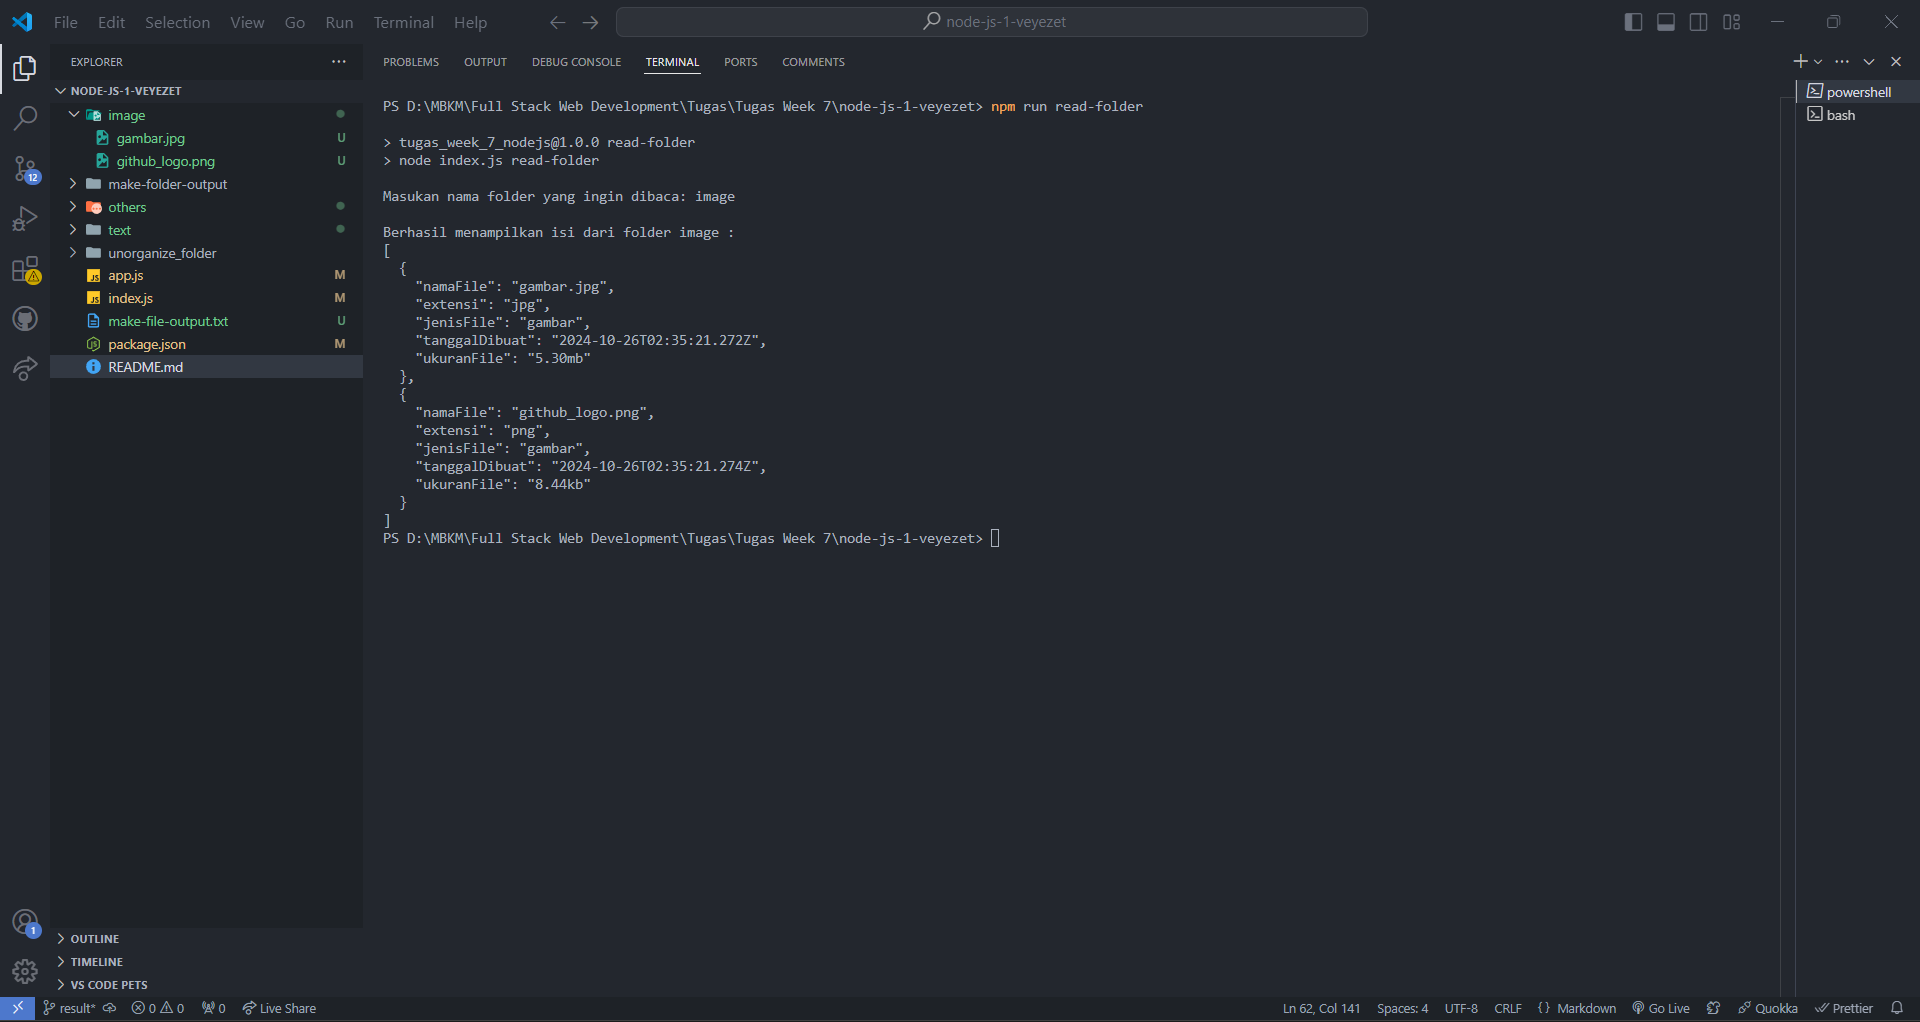 File Edit Selection View Go Run Terminal Help
node-js-1-veyezet
EXPLORER
NODE-JS-1-VEYEZET
image
gambar.jpg U
github_logo.png U
make-folder-output
others
text
unorganize_folder
app.js M
index.js M
make-file-output.txt U
package.json M
README.md
12
1
OUTLINE
TIMELINE
VS CODE PETS
PROBLEMS OUTPUT DEBUG CONSOLE TERMINAL PORTS COMMENTS
PS D:\MBKM\Full Stack Web Development\Tugas\Tugas Week 7\node-js-1-veyezet> npm run read-folder
> tugas_week_7_nodejs@1.0.0 read-folder
> node index.js read-folder
Masukan nama folder yang ingin dibaca: image
Berhasil menampilkan isi dari folder image :
[
{
"namaFile": "gambar.jpg",
"extensi": "jpg",
"jenisFile": "gambar",
"tanggalDibuat": "2024-10-26T02:35:21.272Z",
"ukuranFile": "5.30mb"
},
{
"namaFile": "github_logo.png",
"extensi": "png",
"jenisFile": "gambar",
"tanggalDibuat": "2024-10-26T02:35:21.274Z",
"ukuranFile": "8.44kb"
}
]
PS D:\MBKM\Full Stack Web Development\Tugas\Tugas Week 7\node-js-1-veyezet>
powershell
bash
result* 0 0 0 Live Share Ln 62, Col 141 Spaces: 4 UTF-8 CRLF {} Markdown Go Live Quokka Prettier